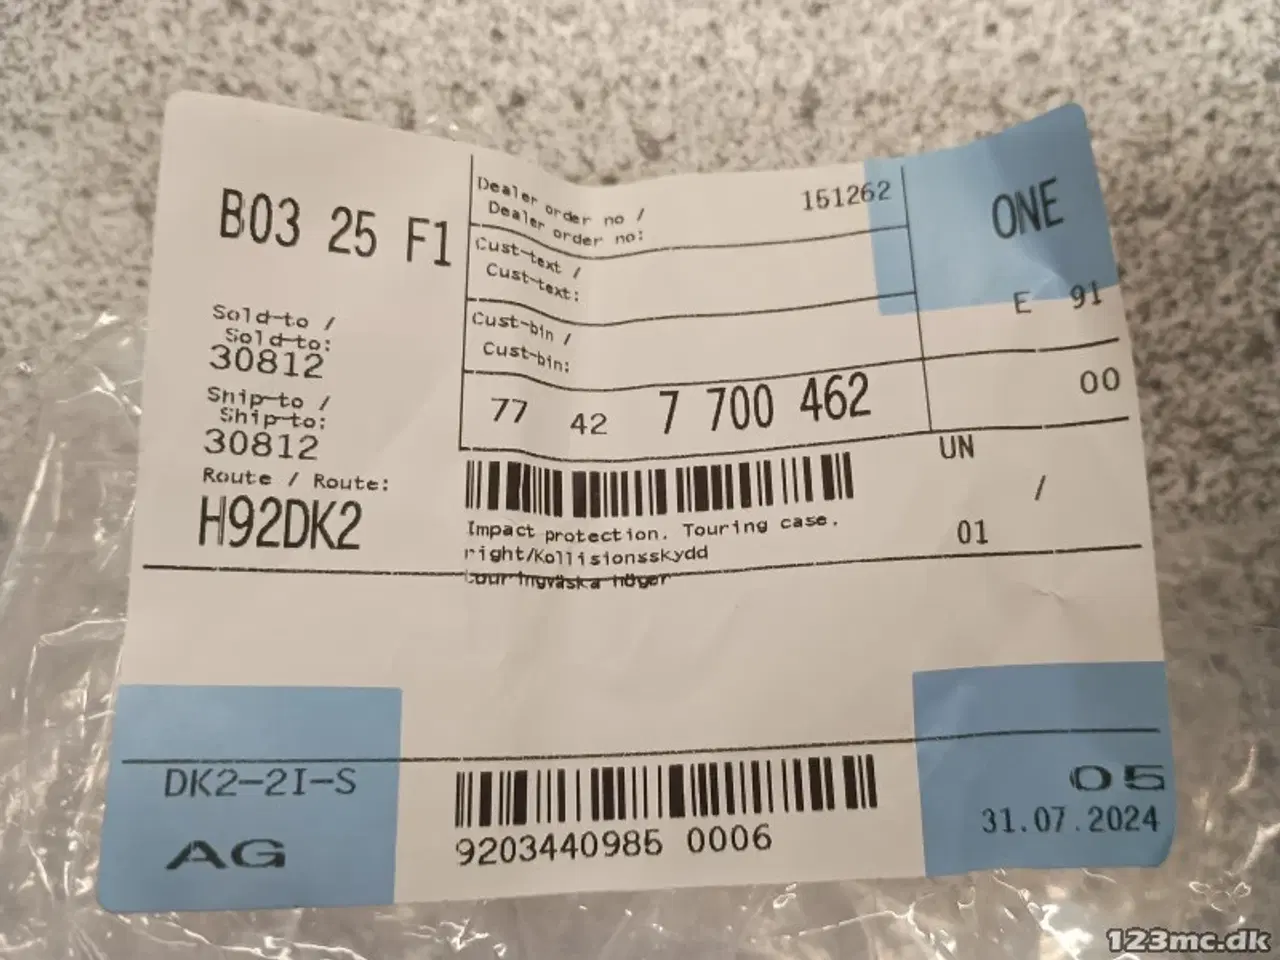 B03 25 F1
Sold-to /
Sold-to:
30812
Ship-to /
Ship-to:
30812
Route / Route:
H92DK2
Dealer order no /
Dealer order no:
151262
Cust-text /
Cust-text:
Cust-bin /
Cust-bin:
77 42 7 700 462
ONE
E 91
00
UN
/
01
Impact protection. Touring case,
right/Kollisionsskydd
touringväska höger
DK2-2I-S
AG
9203440985 0006
05
31.07.2024
123mc.dk